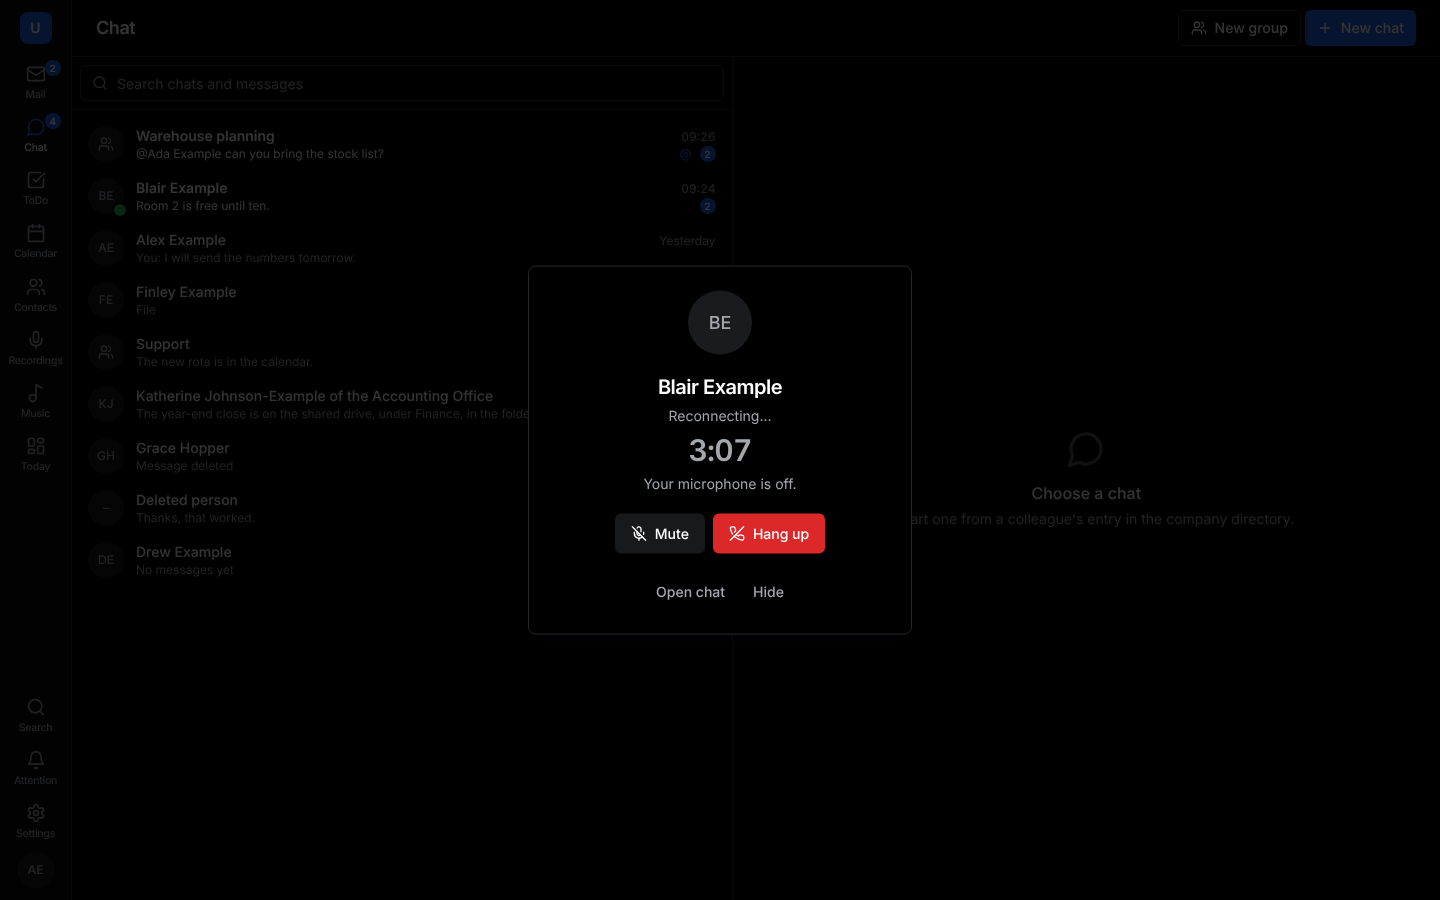 U
Chat
New group
New chat
2
Mail
4
Chat
ToDo
Calendar
Contacts
Recordings
Music
Today
Search
Attention
Settings
AE
Search chats and messages
Warehouse planning
09:26
@Ada Example can you bring the stock list?
@ 2
BE
Blair Example
09:24
Room 2 is free until ten.
2
AE
Alex Example
Yesterday
You: I will send the numbers tomorrow.
FE
Finley Example
File
Support
The new rota is in the calendar.
KJ
Katherine Johnson-Example of the Accounting Office
The year-end close is on the shared drive, under Finance, in the folde
GH
Grace Hopper
Message deleted
–
Deleted person
Thanks, that worked.
DE
Drew Example
No messages yet
BE
Blair Example
Reconnecting...
3:07
Your microphone is off.
Mute
Hang up
Open chat
Hide
Choose a chat
art one from a colleague's entry in the company directory.